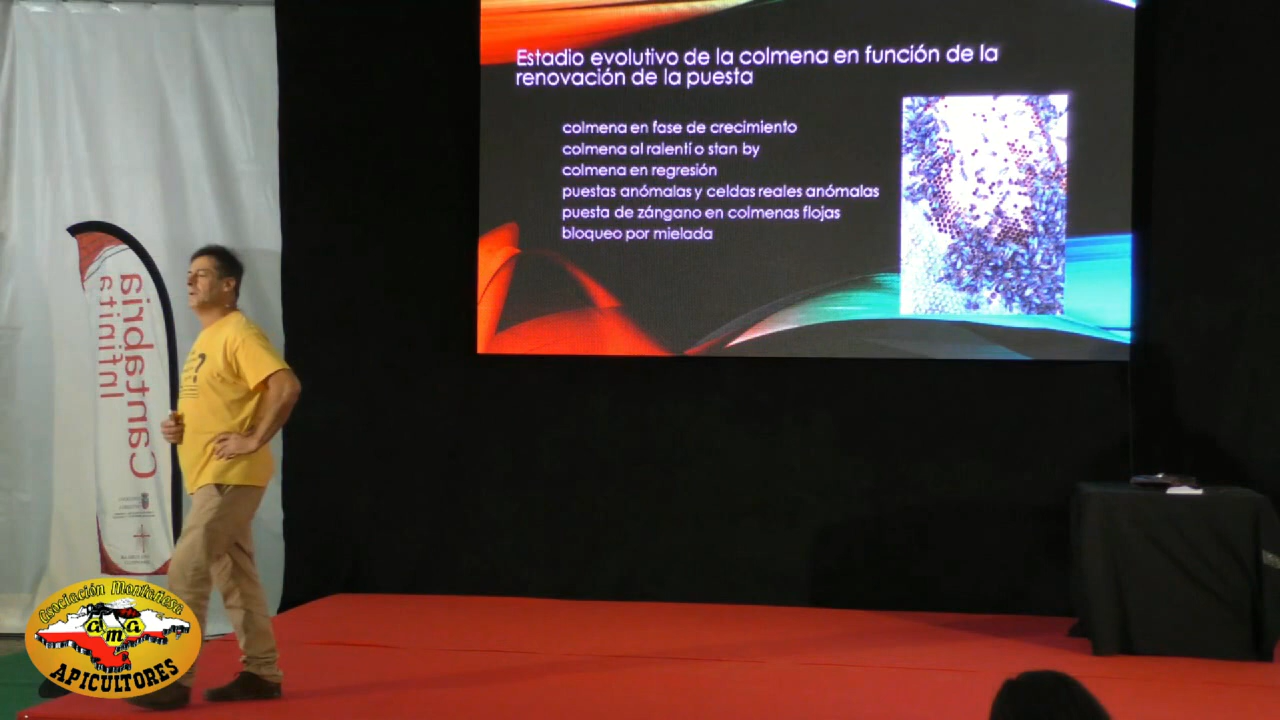 Estadio evolutivo de la colmena en función de la
renovación de la puesta
colmena en fase de crecimiento
colmena al ralentí o stan by
colmena en regresión
puestas anómalas y celdas reales anómalas
puesta de zángano en colmenas flojas
bloqueo por mielada
Cantabria
Infinita
?
Asociación Montañesa
ama
APICULTORES